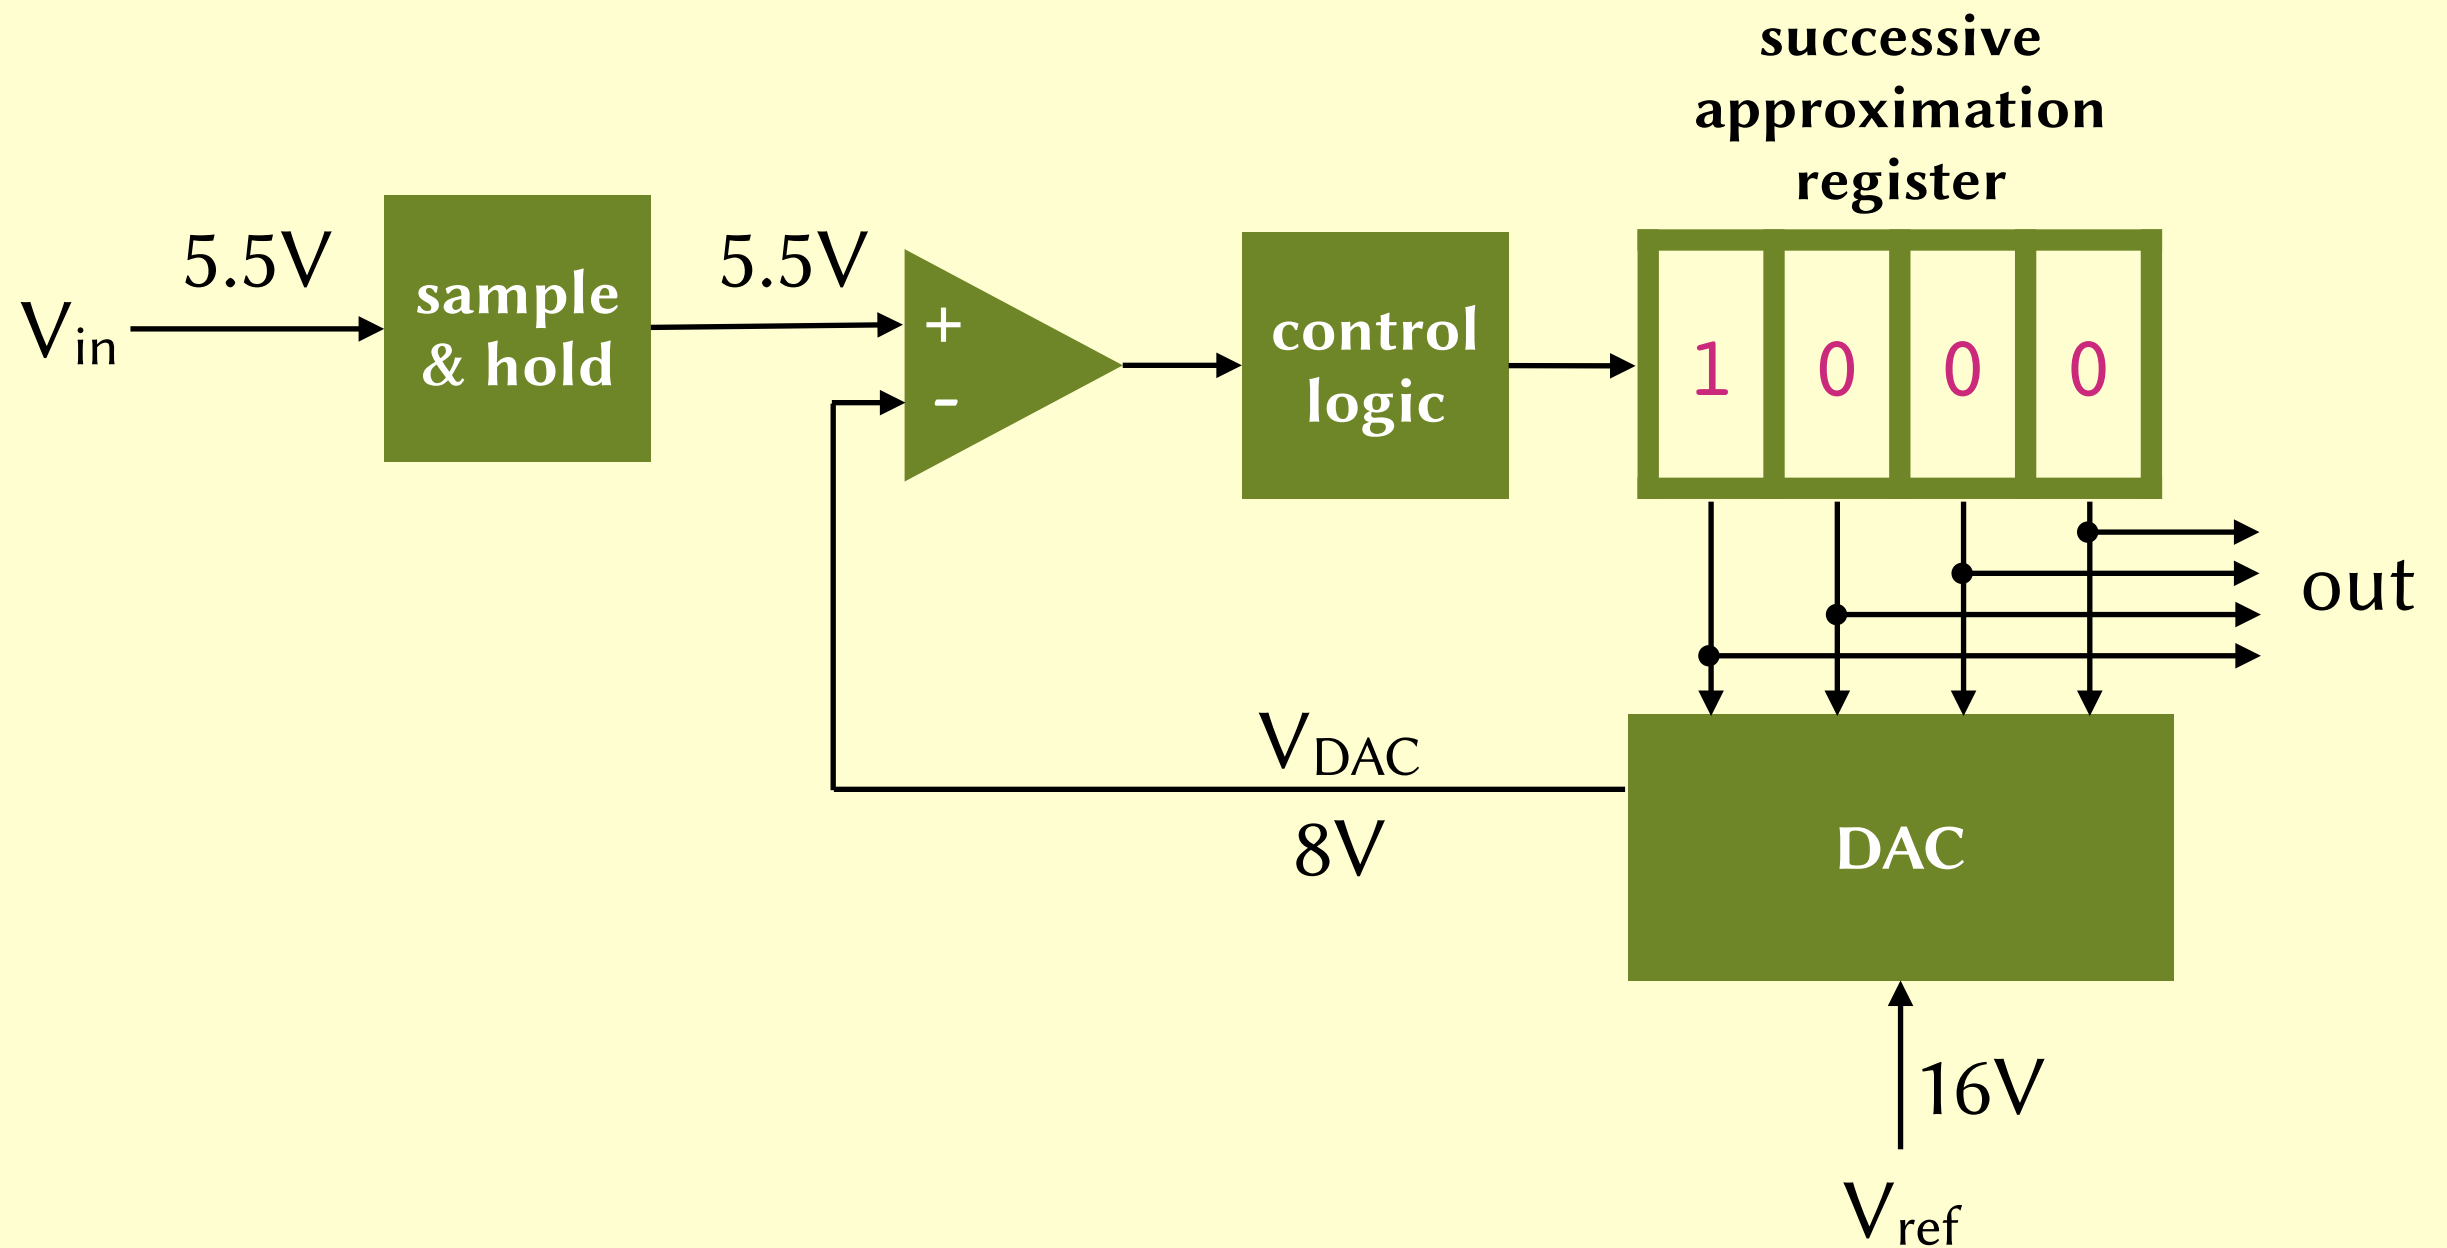 successive
approximation
register
5.5V
5.5V
Vin
sample
& hold
+
-
control
logic
1 0 0 0
out
VDAC
8V
DAC
16V
Vref